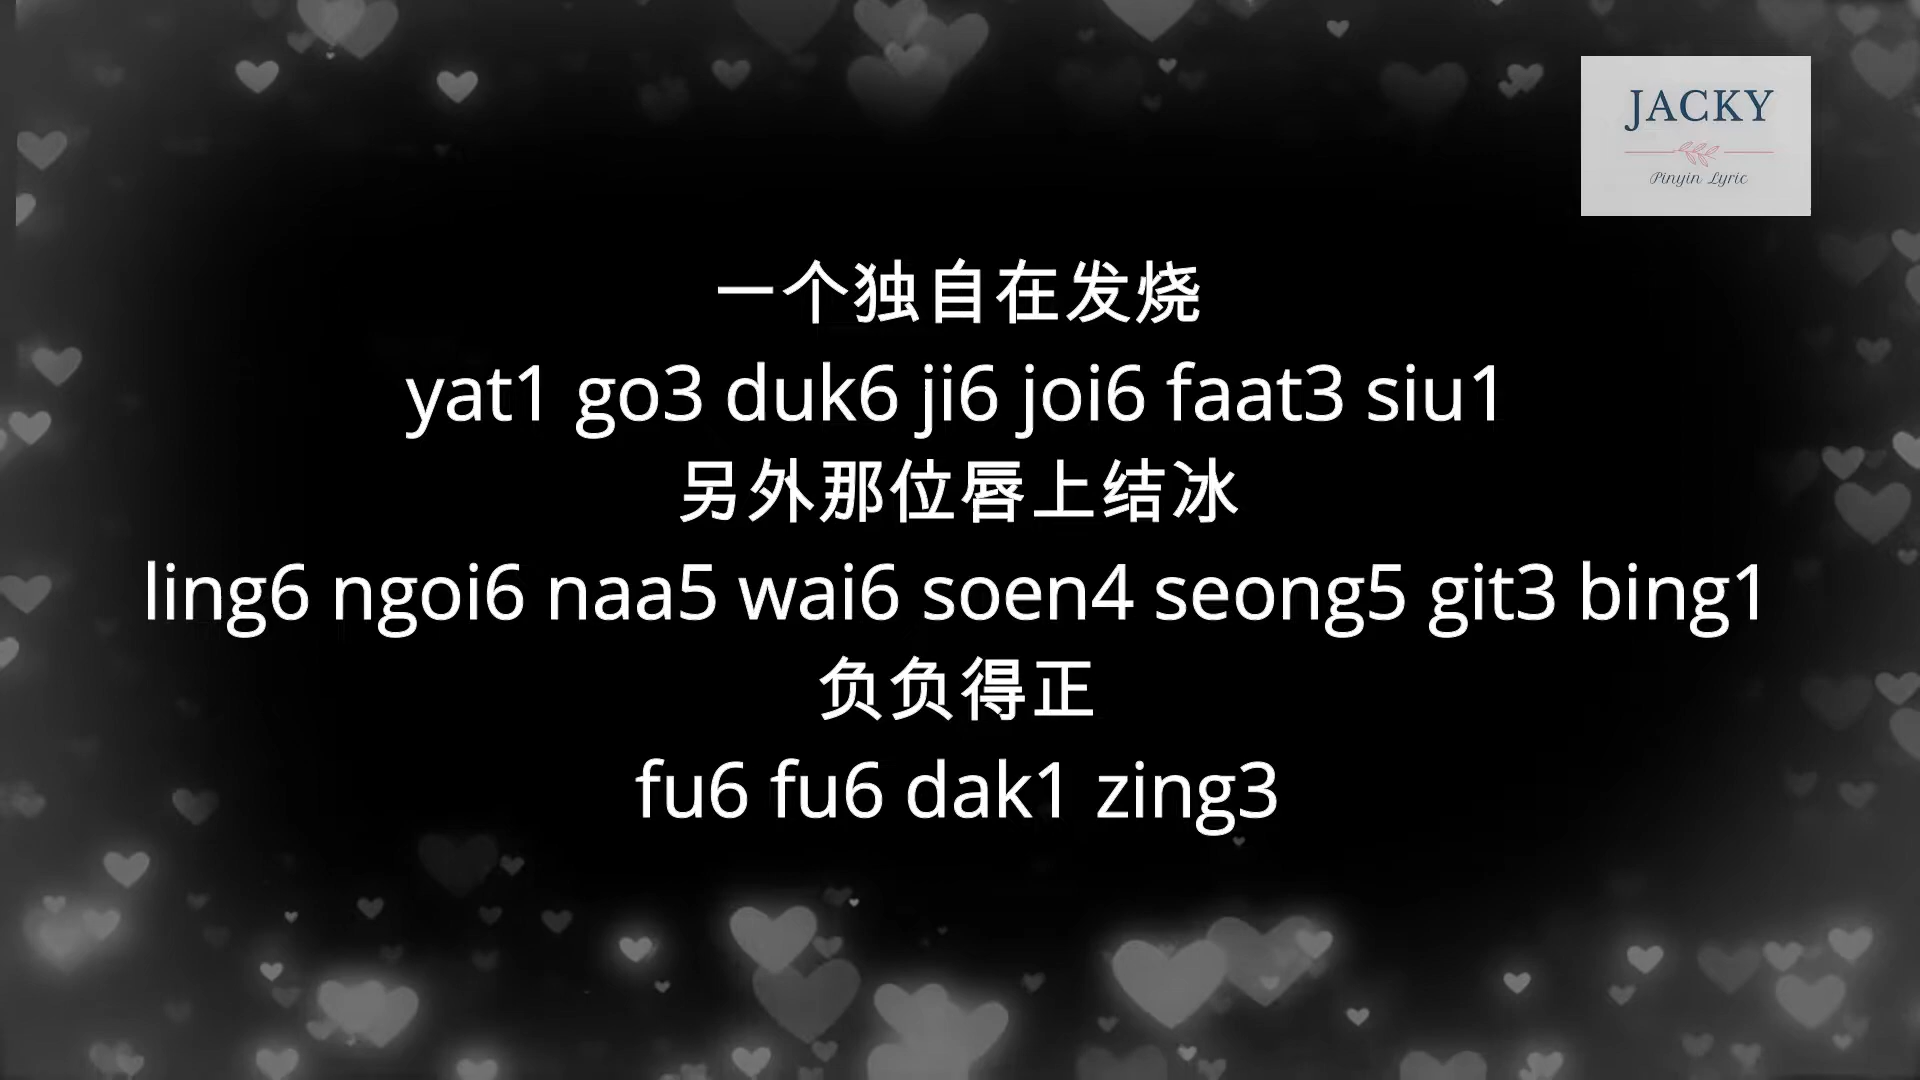 JACKY
Pinyin Lyric
一个独自在发烧
yat1 go3 duk6 ji6 joi6 faat3 siu1
另外那位唇上结冰
ling6 ngoi6 naa5 wai6 soen4 seong5 git3 bing1
负负得正
fu6 fu6 dak1 zing3